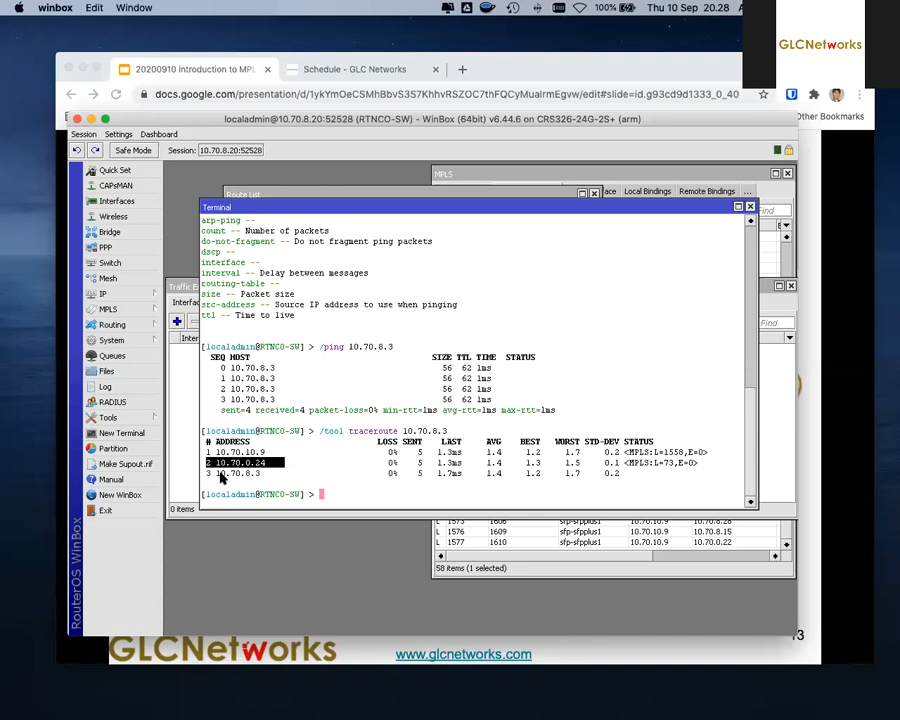 winbox Edit Window
100% Thu 10 Sep 20.28
GLCNetworks
20200910 introduction to MPL
Schedule - GLC Networks
docs.google.com/presentation/d/1ykYmOeCSMhBbvS3S7KhhvRSZOC7thFQCyMualrmEgvw/edit#slide=id.g93cd9d1333_0_40
Other Bookmarks
localadmin@10.70.8.20:52528 (RTNCO-SW) - WinBox (64bit) v6.44.6 on CRS326-24G-2S+ (arm)
Session Settings Dashboard
Safe Mode Session: 10.70.8.20:52528
Quick Set
CAPsMAN
Interfaces
Wireless
Bridge
PPP
Switch
Mesh
IP
MPLS
Routing
System
Queues
Files
Log
RADIUS
Tools
New Terminal
Partition
Make Supout.rif
Manual
New WinBox
Exit
RouterOS WinBox
MPLS
Route List
ace Local Bindings Remote Bindings ...
Find
Traffic E
Interfac
Find
Inter
0 items
Terminal
arp-ping --
count -- Number of packets
do-not-fragment -- Do not fragment ping packets
dscp --
interface --
interval -- Delay between messages
routing-table --
size -- Packet size
src-address -- Source IP address to use when pinging
ttl -- Time to live
[localadmin@RTNCO-SW] > /ping 10.70.8.3
SEQ HOST SIZE TTL TIME STATUS
0 10.70.8.3 56 62 1ms
1 10.70.8.3 56 62 1ms
2 10.70.8.3 56 62 1ms
3 10.70.8.3 56 62 1ms
sent=4 received=4 packet-loss=0% min-rtt=1ms avg-rtt=1ms max-rtt=1ms
[localadmin@RTNCO-SW] > /tool traceroute 10.70.8.3
# ADDRESS LOSS SENT LAST AVG BEST WORST STD-DEV STATUS
1 10.70.10.9 0% 5 1.3ms 1.4 1.2 1.7 0.2 <MPLS:L=1558,E=0>
2 10.70.0.24 0% 5 1.3ms 1.4 1.3 1.5 0.1 <MPLS:L=73,E=0>
3 10.70.8.3 0% 5 1.7ms 1.4 1.2 1.7 0.2
[localadmin@RTNCO-SW] >
L 1573 1606 sfp-sfpplus1 10.70.10.9 10.70.8.28
L 1576 1609 sfp-sfpplus1 10.70.10.9 10.70.8.15
L 1577 1610 sfp-sfpplus1 10.70.10.9 10.70.0.22
58 items (1 selected)
GLCNetworks
www.glcnetworks.com
13